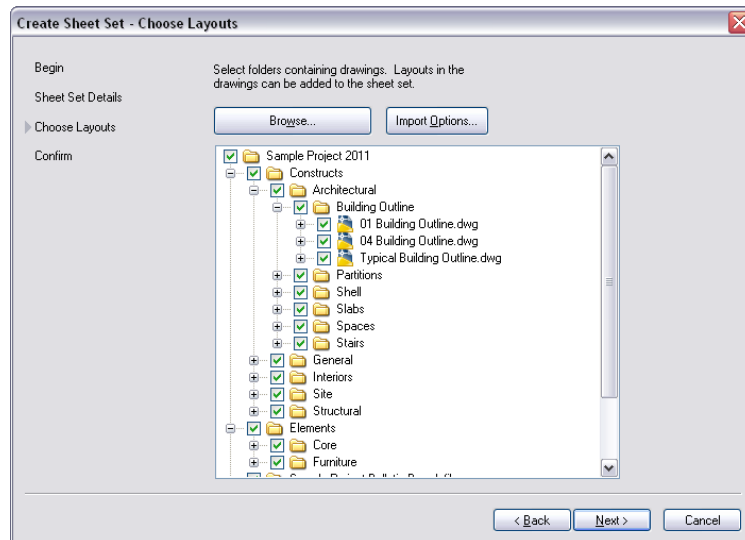 Create Sheet Set - Choose Layouts
Begin
Sheet Set Details
Choose Layouts
Confirm
Select folders containing drawings. Layouts in the
drawings can be added to the sheet set.
Browse...
Import Options...
Sample Project 2011
Constructs
Architectural
Building Outline
01 Building Outline.dwg
04 Building Outline.dwg
Typical Building Outline.dwg
Partitions
Shell
Slabs
Spaces
Stairs
General
Interiors
Site
Structural
Elements
Core
Furniture
< Back
Next >
Cancel